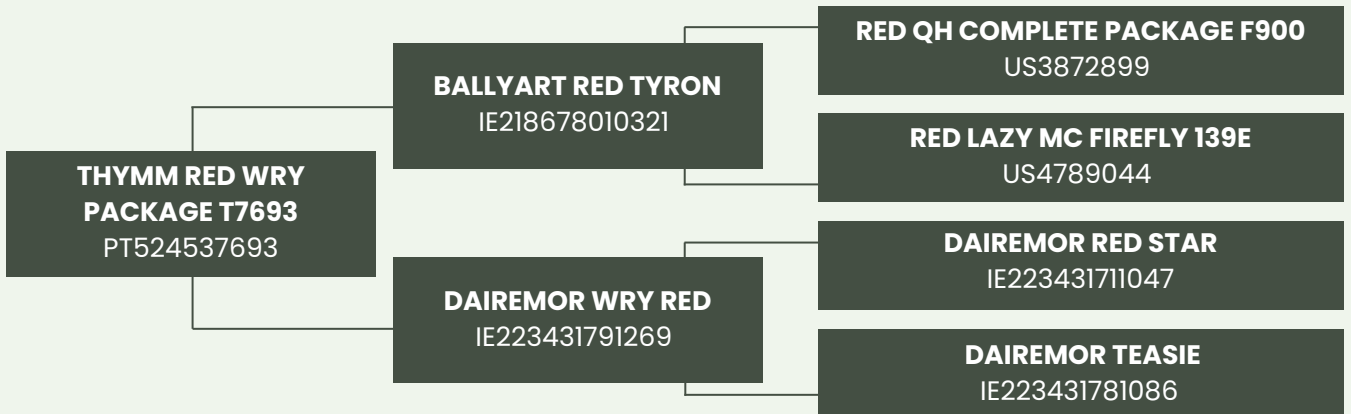 THYMM RED WRY
PACKAGE T7693
PT524537693
BALLYART RED TYRON
IE218678010321
DAIREMOR WRY RED
IE223431791269
RED QH COMPLETE PACKAGE F900
US3872899
RED LAZY MC FIREFLY 139E
US4789044
DAIREMOR RED STAR
IE223431711047
DAIREMOR TEASIE
IE223431781086